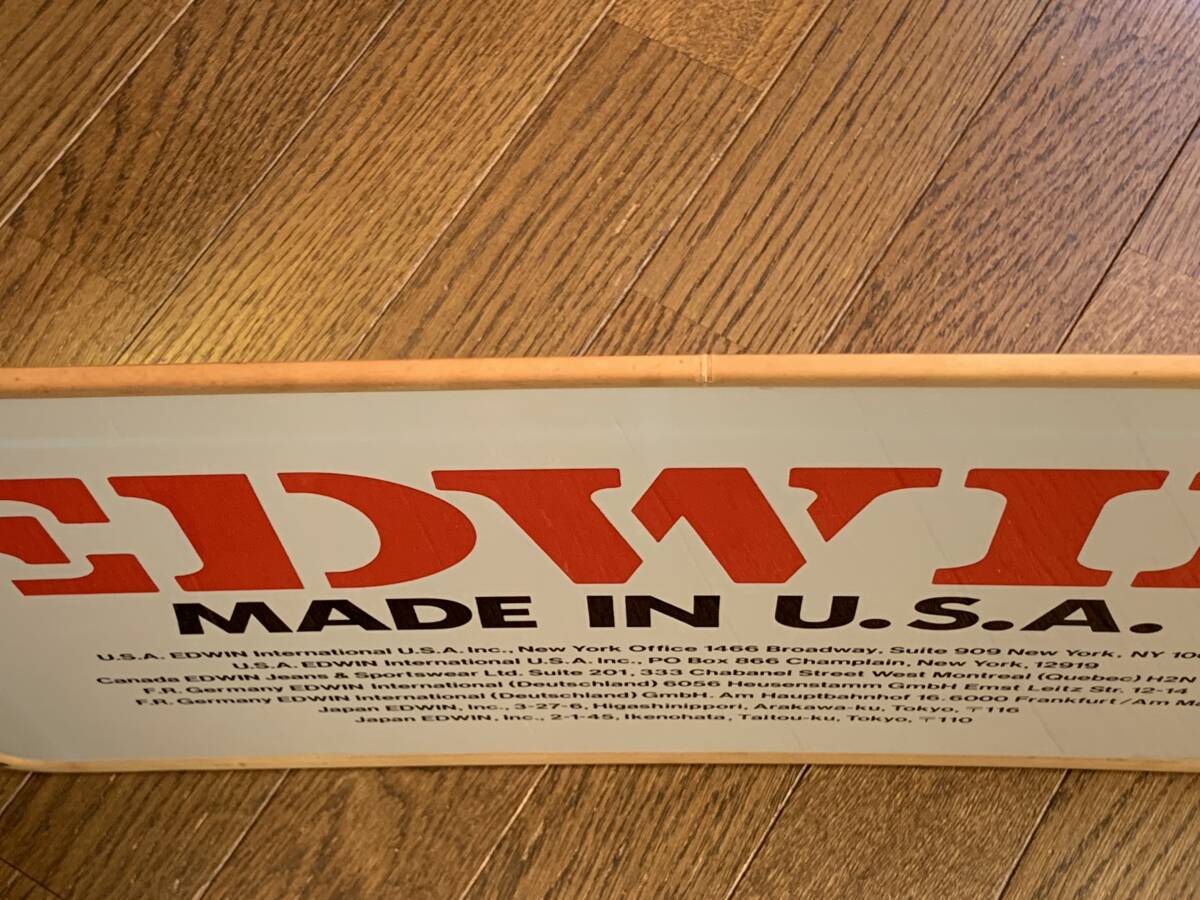 EDWI
MADE IN U.S.A.
U.S.A. EDWIN International U.S.A. Inc., New York Office 1466 Broadway, Suite 909 New York, NY
U.S.A. EDWIN International U.S.A. Inc., PO Box 866 Champlain, New York, 12919
Canada EDWIN Jeans & Sportswear Ltd. Suite 201, 333 Chabanel Street West Montreal (Quebec) H2N
F.R. Germany EDWIN International (Deutschland) 6056 Heusenstamm GmbH Ernst Leitz Str. 12-14
F.R. Germany EDWIN International (Deutschland) GmbH. Am Hauptbahnhof 16. 6000 Frankfurt/Am
Japan EDWIN, Inc., 3-27-6, Higashinippori, Arakawa-ku, Tokyo, 〒116
Japan EDWIN, Inc., 2-1-45, Ikenohata, Taitou-ku, Tokyo, 〒110